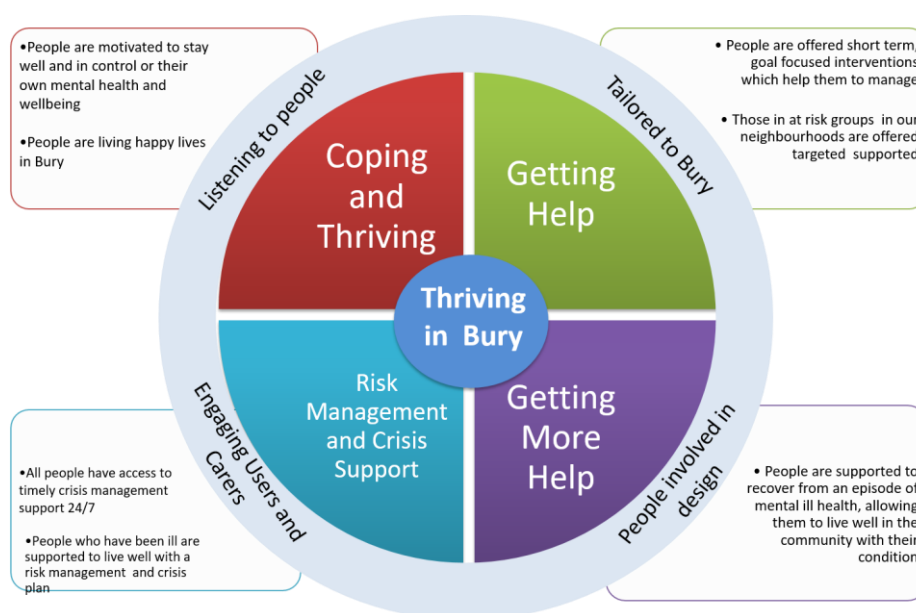 •People are motivated to stay
well and in control or their
own mental health and
wellbeing
•People are living happy lives
in Bury
Listening to people
Coping
and
Thriving
Getting
Help
Tailored to Bury
• People are offered short term,
goal focused interventions
which help them to manage
• Those in at risk groups in our
neighbourhoods are offered
targeted supported
Thriving
in Bury
•All people have access to
timely crisis management
support 24/7
•People who have been ill are
supported to live well with a
risk management and crisis
plan
Engaging Users and
Carers
Risk
Management
and Crisis
Support
Getting
More
Help
People involved in
design
• People are supported to
recover from an episode of
mental ill health, allowing
them to live well in the
community with their
condition